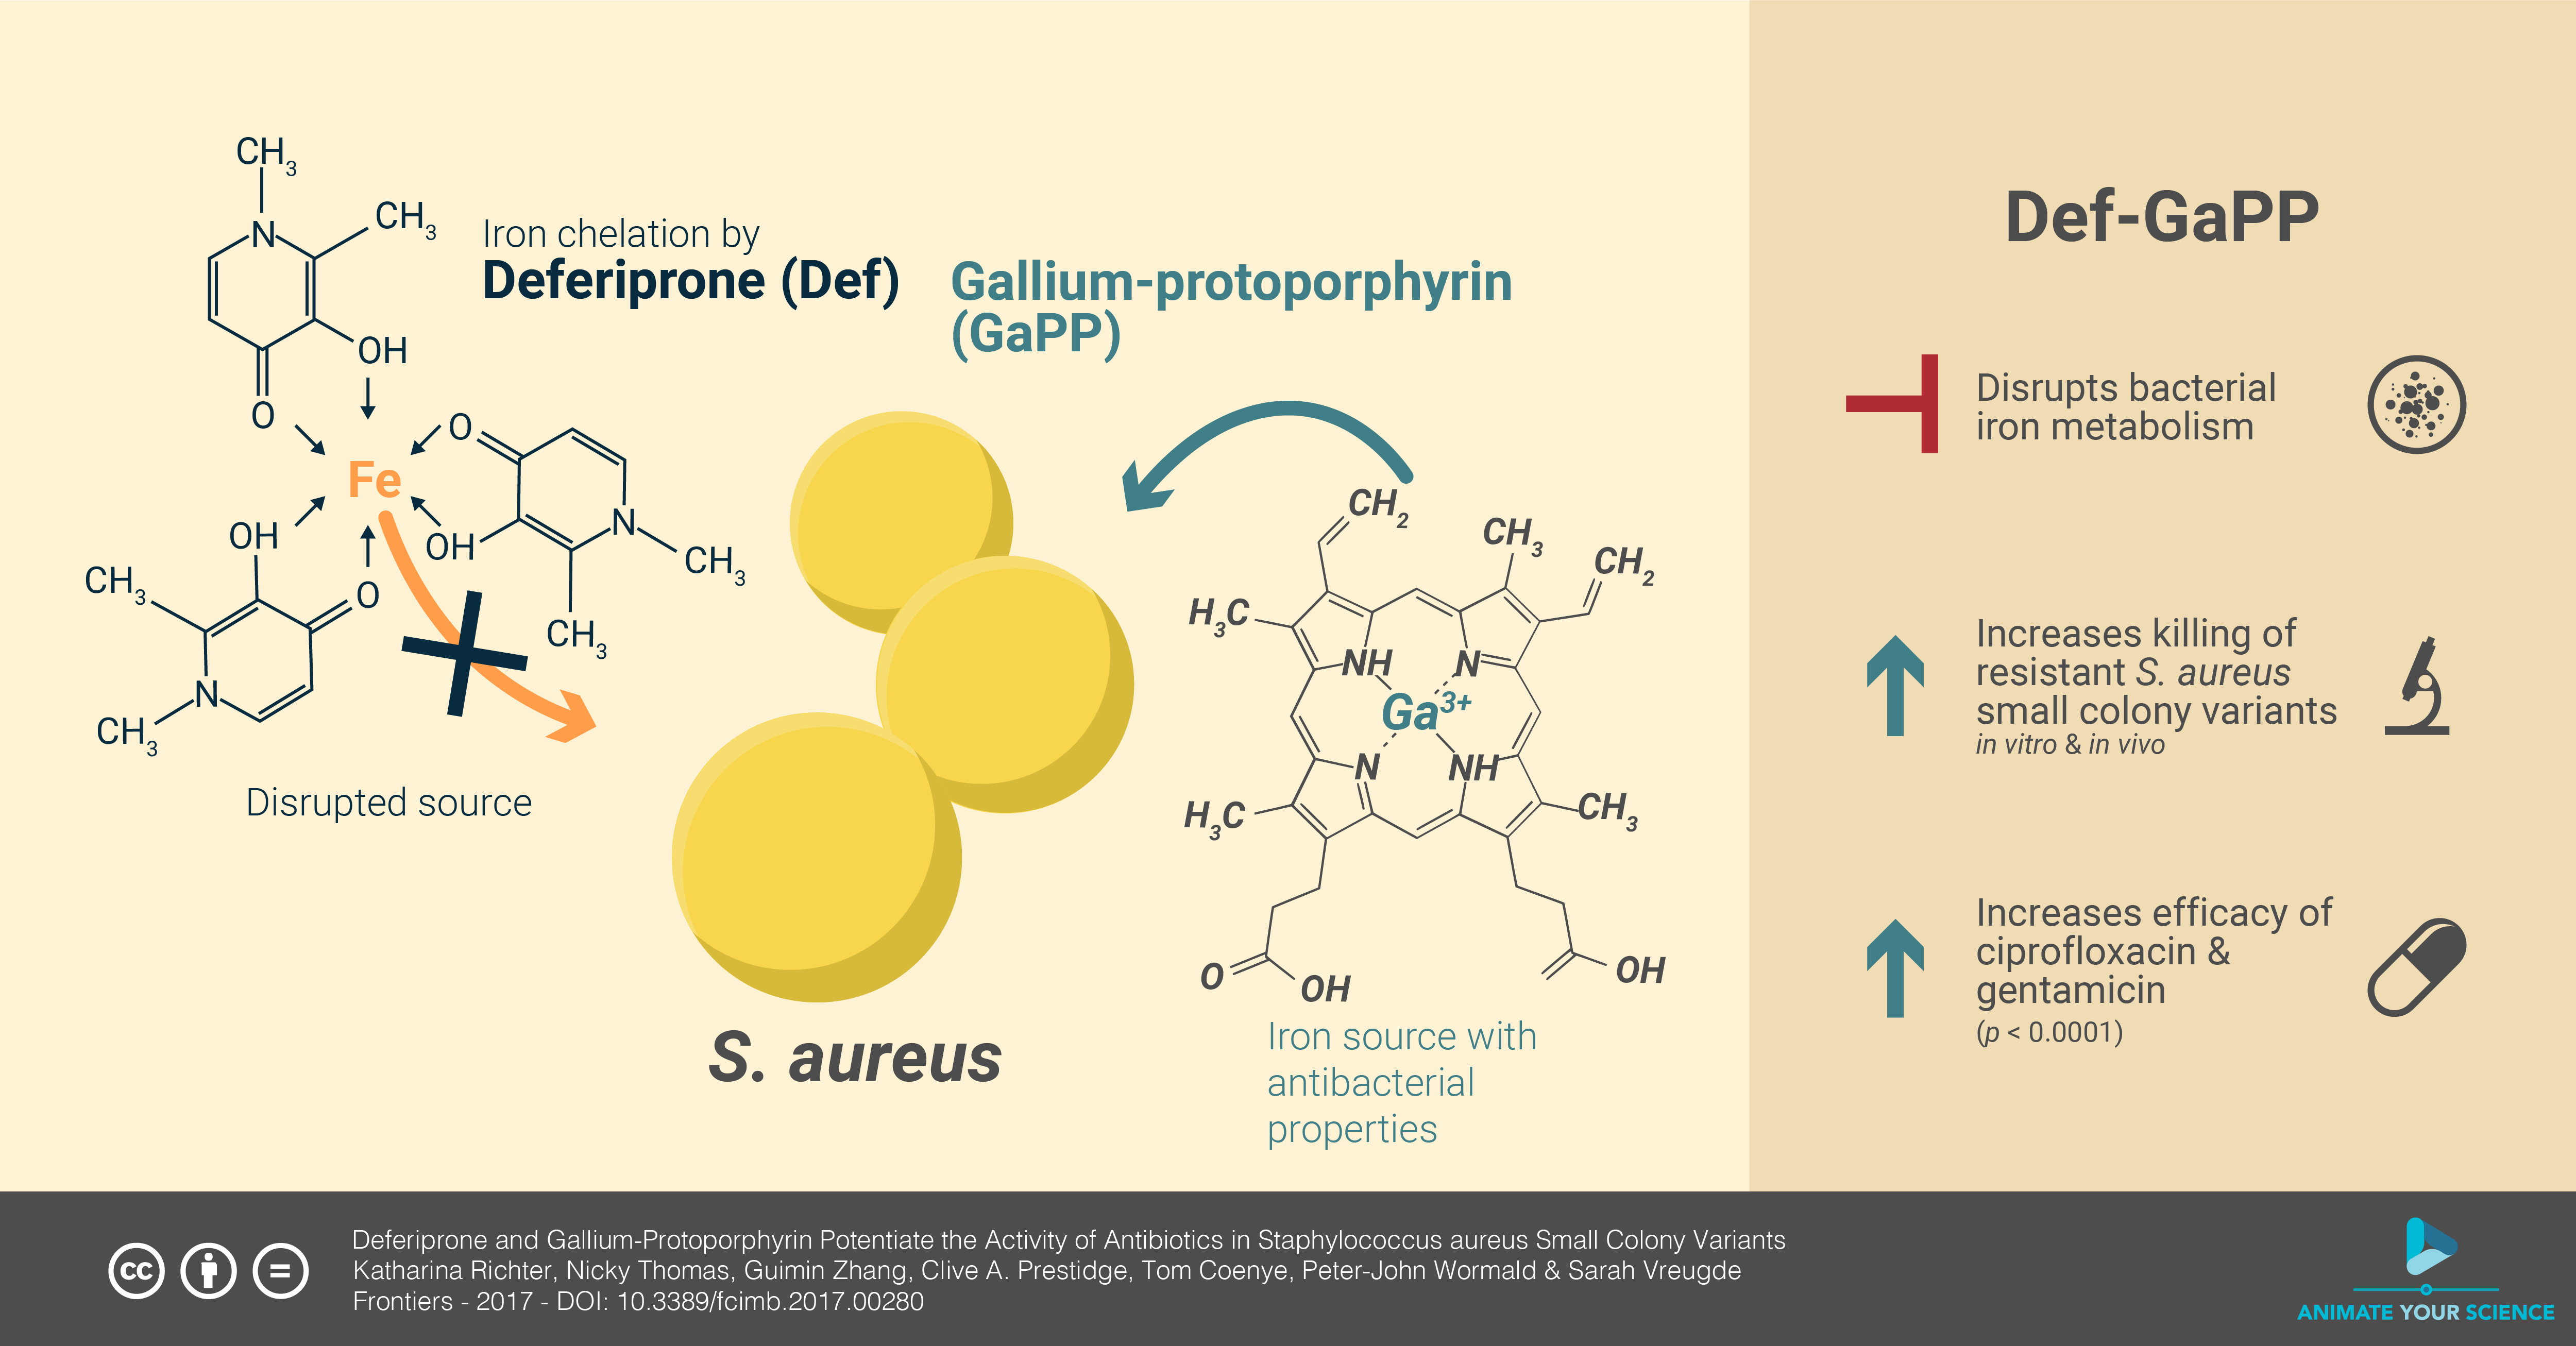 CH3
N
CH3
OH
O
Iron chelation by
Deferiprone (Def)
Fe
O
OH
N
CH3
CH3
OH
O
CH3
N
CH3
Disrupted source
S. aureus
Gallium-protoporphyrin
(GaPP)
CH2
CH3
CH2
H3C
NH
N
Ga3+
N
NH
H3C
CH3
O
OH
OH
Iron source with
antibacterial
properties
Def-GaPP
Disrupts bacterial
iron metabolism
Increases killing of
resistant S. aureus
small colony variants
in vitro & in vivo
Increases efficacy of
ciprofloxacin &
gentamicin
(p < 0.0001)
cc
=
Deferiprone and Gallium-Protoporphyrin Potentiate the Activity of Antibiotics in Staphylococcus aureus Small Colony Variants
Katharina Richter, Nicky Thomas, Guimin Zhang, Clive A. Prestidge, Tom Coenye, Peter-John Wormald & Sarah Vreugde
Frontiers - 2017 - DOI: 10.3389/fcimb.2017.00280
ANIMATE YOUR SCIENCE